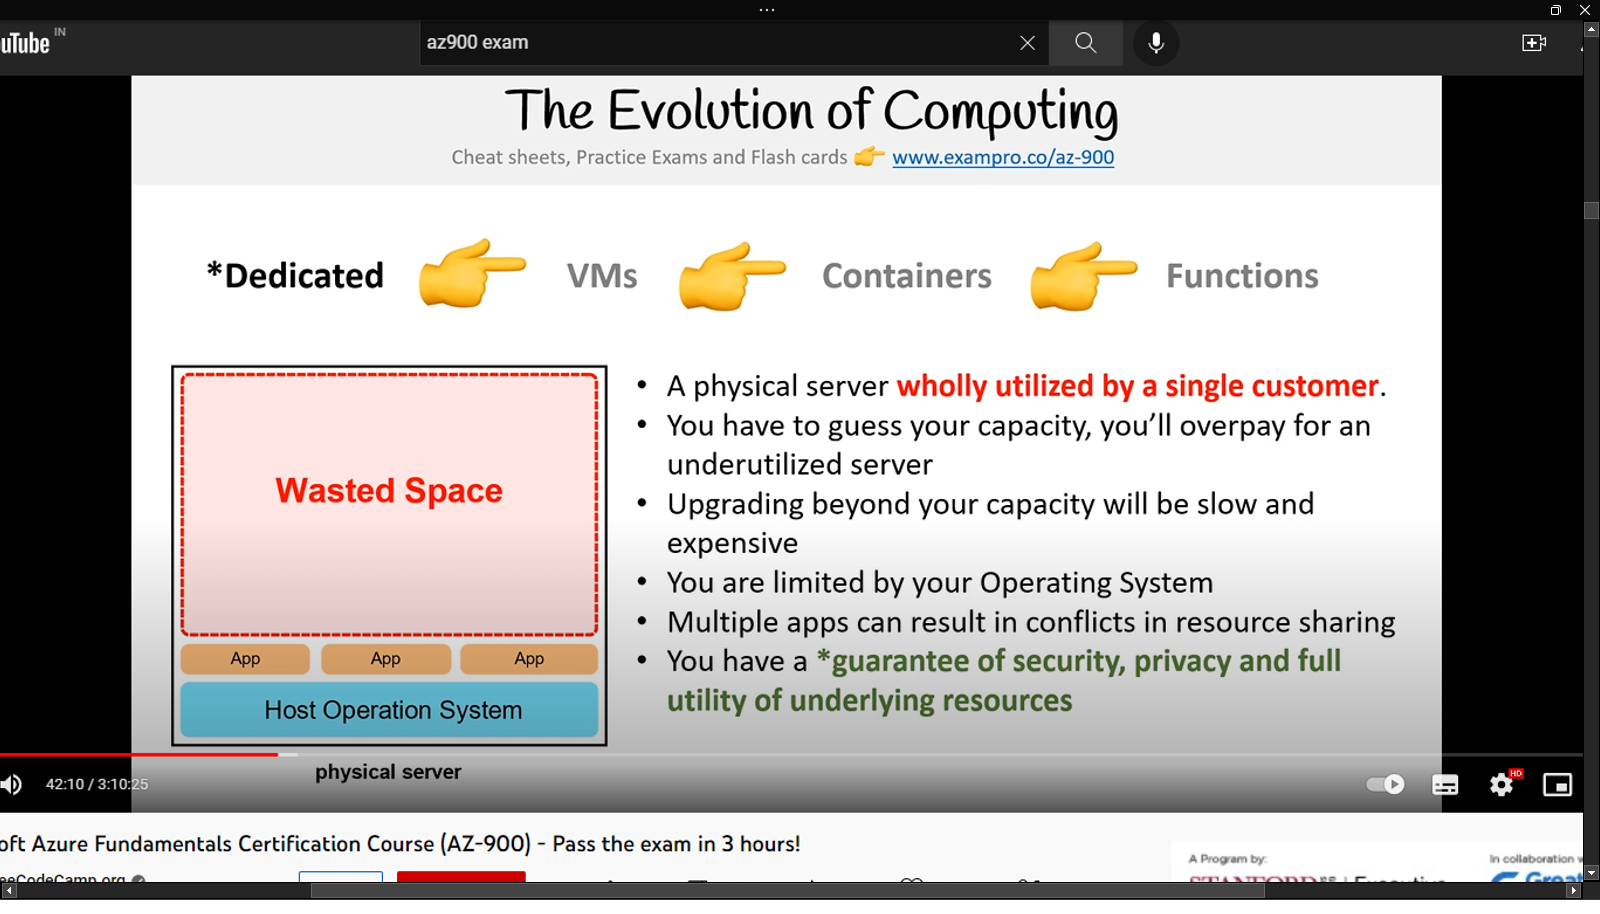 uTube IN
az900 exam
The Evolution of Computing
Cheat sheets, Practice Exams and Flash cards 👉 www.exampro.co/az-900
*Dedicated 👉 VMs 👉 Containers 👉 Functions
Wasted Space
App App App
Host Operation System
physical server
• A physical server wholly utilized by a single customer.
• You have to guess your capacity, you’ll overpay for an
underutilized server
• Upgrading beyond your capacity will be slow and
expensive
• You are limited by your Operating System
• Multiple apps can result in conflicts in resource sharing
• You have a *guarantee of security, privacy and full
utility of underlying resources
42:10 / 3:10:25
HD
oft Azure Fundamentals Certification Course (AZ-900) - Pass the exam in 3 hours!
eeCodeCamp.org
A Program by:
In collaboration
STANFORD
Executive
Great